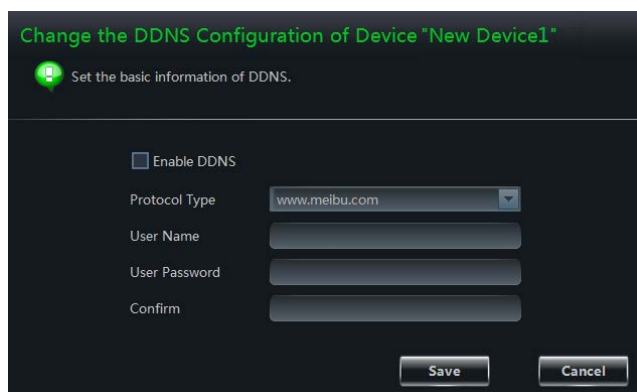 Change the DDNS Configuration of Device "New Device1"
Set the basic information of DDNS.
Enable DDNS
Protocol Type www.meibu.com
User Name
User Password
Confirm
Save Cancel